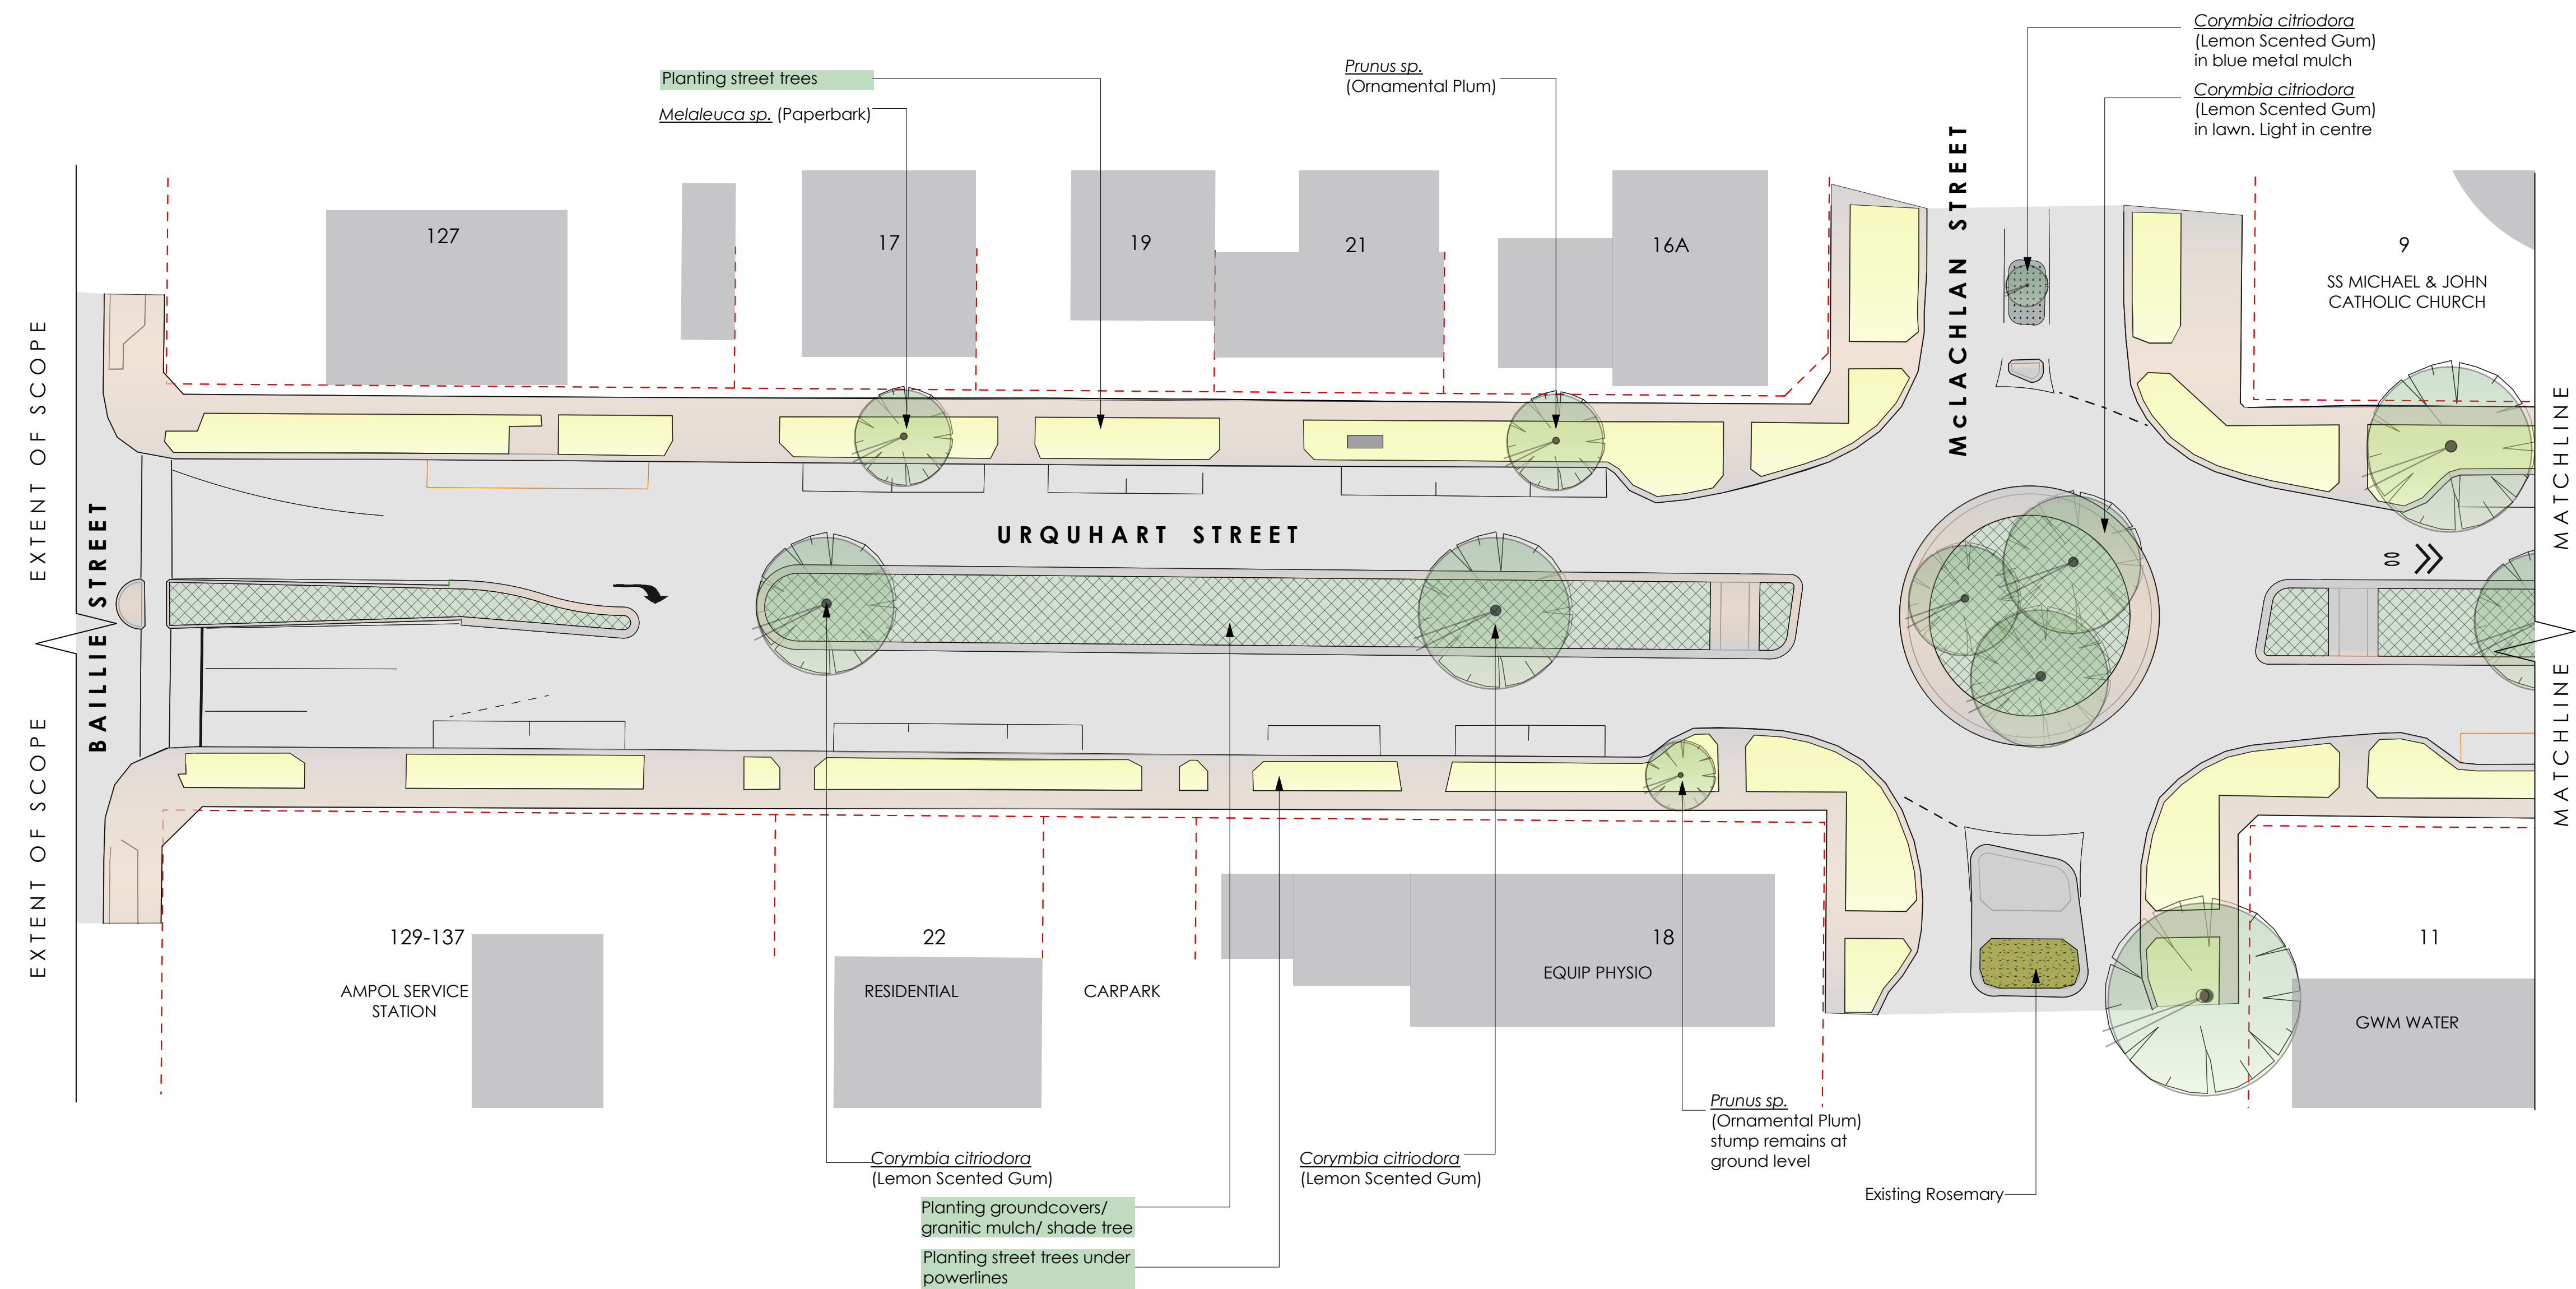 Corymbia citriodora
(Lemon Scented Gum)
in blue metal mulch
Corymbia citriodora
(Lemon Scented Gum)
in lawn. Light in centre
Planting street trees
Melaleuca sp. (Paperbark)
Prunus sp.
(Ornamental Plum)
McLACHLAN STREET
127
17
19
21
16A
9
SS MICHAEL & JOHN
CATHOLIC CHURCH
EXTENT OF SCOPE
MATCHLINE
URQUHART STREET
BAILLIE STREET
EXTENT OF SCOPE
MATCHLINE
129-137
AMPOL SERVICE
STATION
22
RESIDENTIAL
CARPARK
18
EQUIP PHYSIO
11
GWM WATER
Corymbia citriodora
(Lemon Scented Gum)
Planting groundcovers/
granitic mulch/ shade tree
Planting street trees under
powerlines
Corymbia citriodora
(Lemon Scented Gum)
Prunus sp.
(Ornamental Plum)
stump remains at
ground level
Existing Rosemary